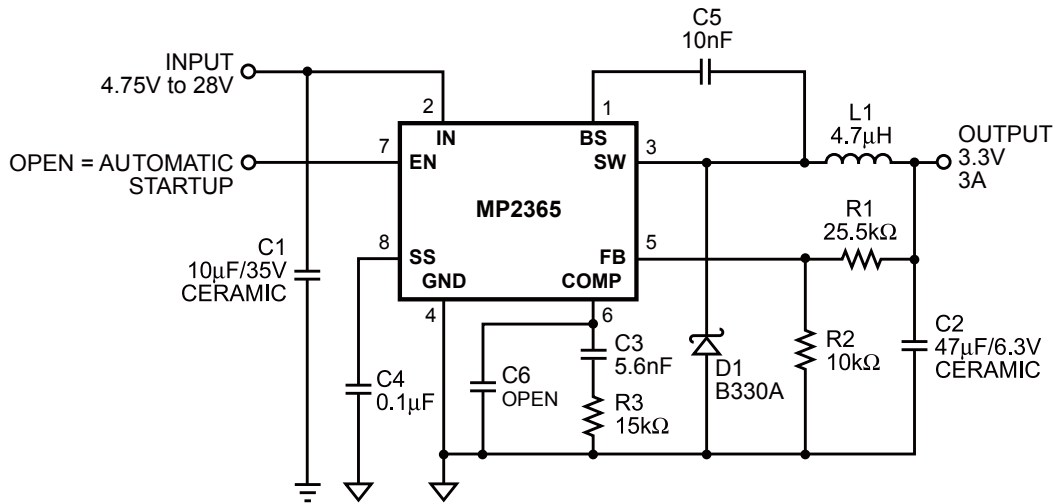 C5
10nF
INPUT
4.75V to 28V
2
1
L1
4.7µH
IN
BS
OUTPUT
3.3V
3A
7
EN
SW
3
OPEN = AUTOMATIC
STARTUP
MP2365
R1
25.5kΩ
8
SS
FB
5
C1
10µF/35V
CERAMIC
GND
COMP
4
6
C3
5.6nF
C2
47µF/6.3V
CERAMIC
R2
10kΩ
C4
0.1µF
C6
OPEN
D1
B330A
R3
15kΩ